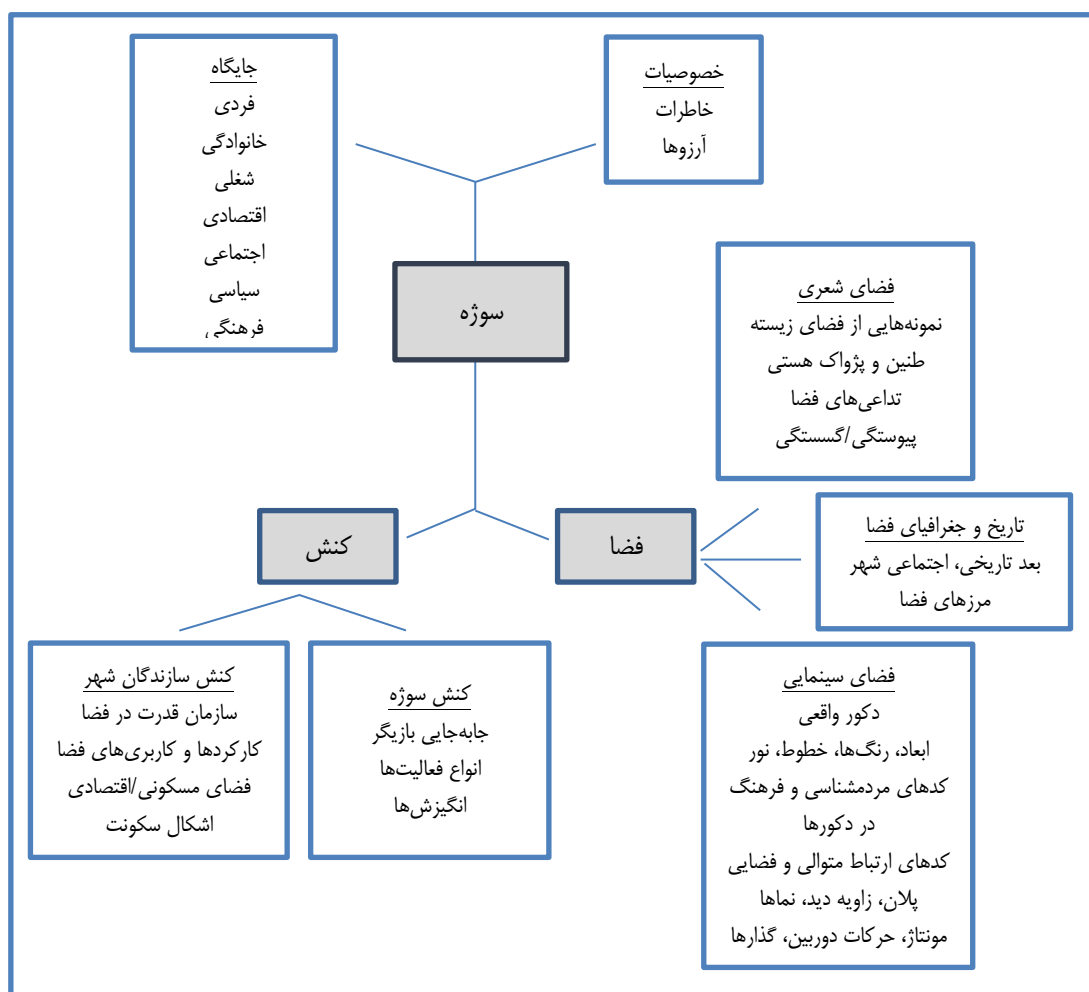 خصوصیات
خاطرات
آرزوها
جایگاه
فردی
خانوادگی
شغلی
اقتصادی
اجتماعی
سیاسی
فرهنگی
سوژه
فضای شعری
نمونه‌هایی از فضای زیسته
طنین و پژواک هستی
تداعی‌های فضا
پیوستگی/گسستگی
فضا
کنش
تاریخ و جغرافیای فضا
بعد تاریخی، اجتماعی شهر
مرزهای فضا
فضای سینمایی
دکور واقعی
ابعاد، رنگ‌ها، خطوط، نور
کدهای مردمشناسی و فرهنگ
در دکورها
کدهای ارتباط متوالی و فضایی
پلان، زاویه دید، نماها
مونتاژ، حرکات دوربین، گذارها
کنش سوژه
جابه‌جایی بازیگر
انواع فعالیت‌ها
انگیزش‌ها
کنش سازندگان شهر
سازمان قدرت در فضا
کارکردها و کاربری‌های فضا
فضای مسکونی/اقتصادی
اشکال سکونت